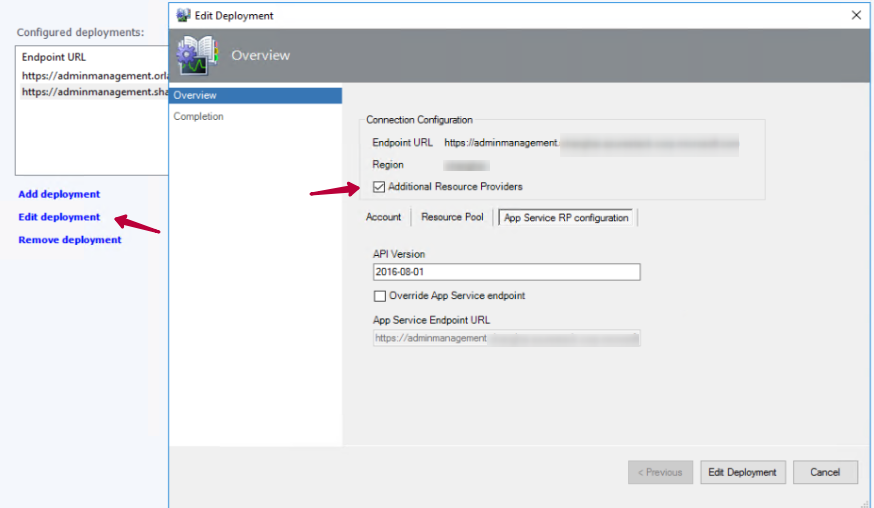 Configured deployments:
Endpoint URL
https://adminmanagement.orla
https://adminmanagement.sha
Add deployment
Edit deployment
Remove deployment
Edit Deployment
Overview
Overview
Completion
Connection Configuration
Endpoint URL https://adminmanagement.
Region
Additional Resource Providers
Account Resource Pool App Service RP configuration
API Version
2016-08-01
Override App Service endpoint
App Service Endpoint URL
https://adminmanagement
< Previous Edit Deployment Cancel